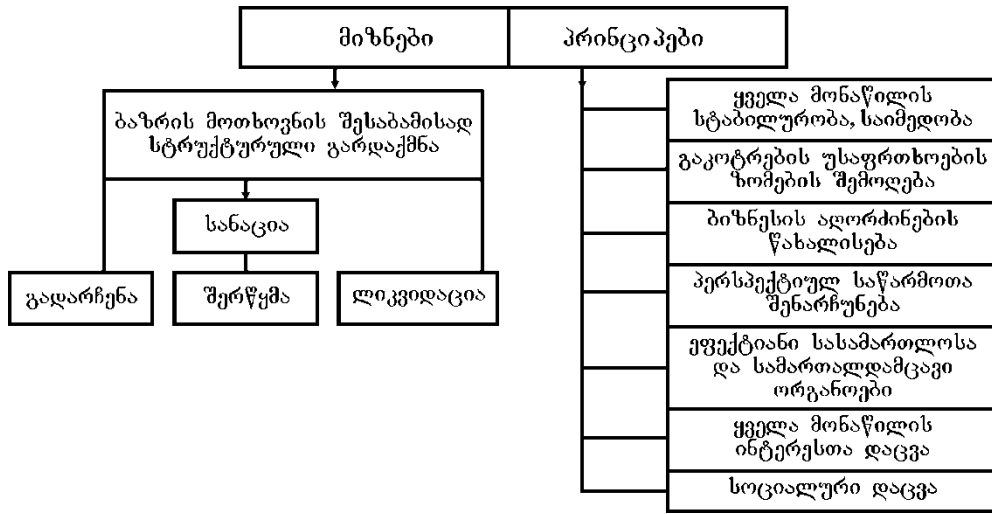 მიზნები
პრინციპები
ბაზრის მოთხოვნის შესაბამისად
სტრუქტურული გარდაქმნა
სანაცია
გადარჩენა
შერწყმა
ლიკვიდაცია
ყველა მონაწილის
სტაბილურობა, საიმედობა
გაკოტრების უსაფრთხოების
ზომების შემოღება
ბიზნესის აღორძინების
წახალისება
პერსპექტიულ საწარმოთა
შენარჩუნება
ეფექტიანი სასამართლოსა
და სამართალდამცავი
ორგანოები
ყველა მონაწილის
ინტერესთა დაცვა
სოციალური დაცვა